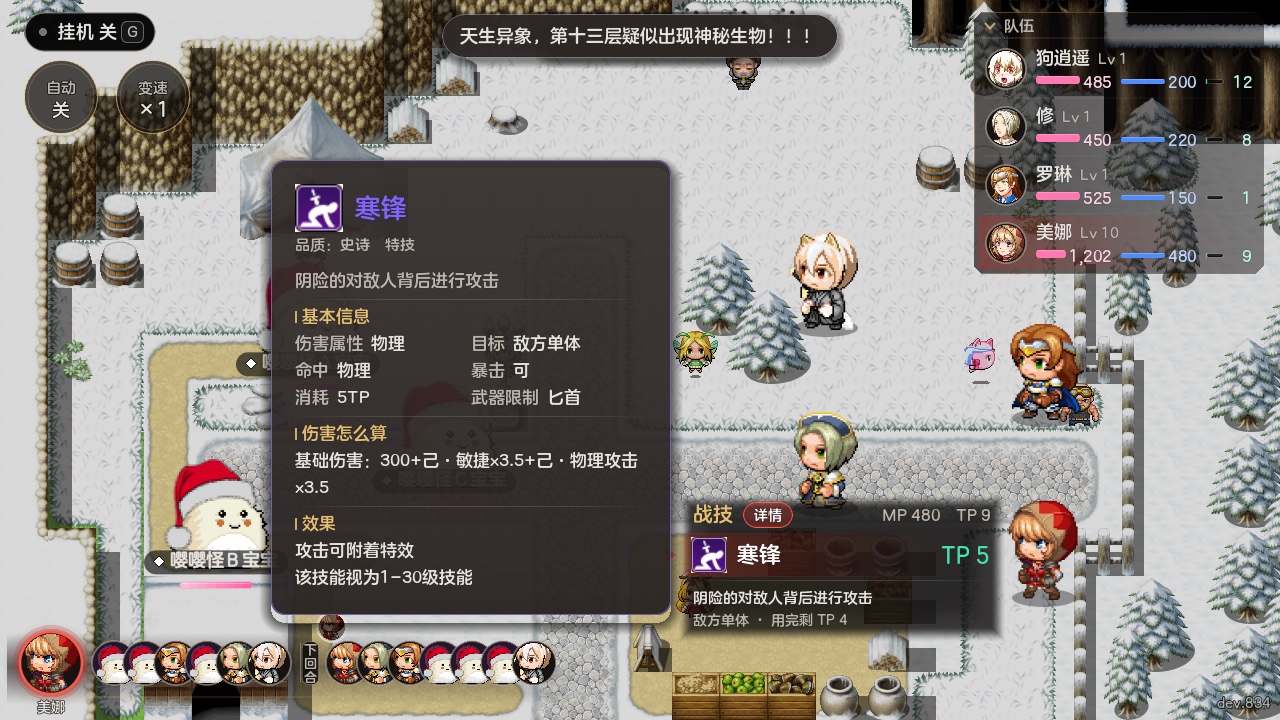 挂机 关 G
天生异象，第十三层疑似出现神秘生物！！！
队伍
自动
关
变速
×1
狗逍遥 Lv 1
485 200 12
修 Lv 1
450 220 8
罗琳 Lv 1
525 150 1
美娜 Lv 10
1,202 480 9
寒锋
品质：史诗 特技
阴险的对敌人背后进行攻击
基本信息
伤害属性 物理 目标 敌方单体
命中 物理 暴击 可
消耗 5TP 武器限制 匕首
伤害怎么算
基础伤害：300+己·敏捷×3.5+己·物理攻击
×3.5
效果
攻击可附着特效
该技能视为1-30级技能
嘤嘤怪C宝宝
嘤嘤怪B宝宝
战技 详情 MP 480 TP 9
寒锋 TP 5
阴险的对敌人背后进行攻击
敌方单体 · 用完剩 TP 4
下回合
美娜
dev.834